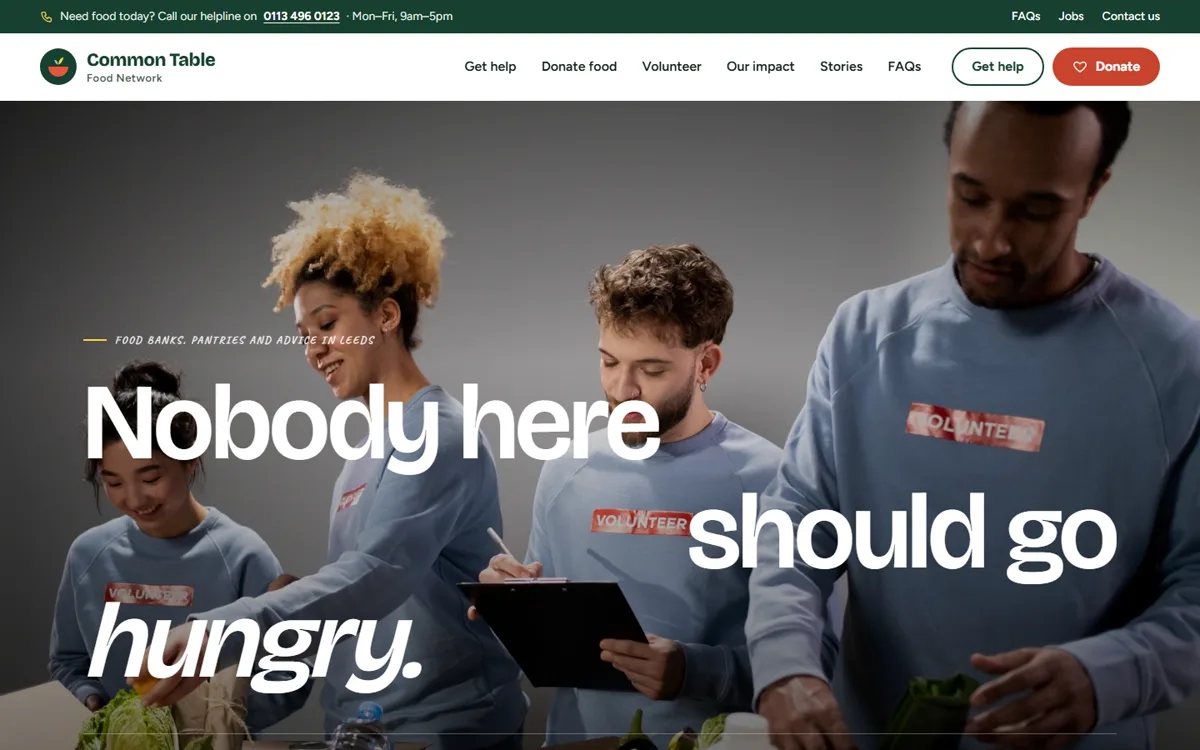 Need food today? Call our helpline on 0113 496 0123 · Mon–Fri, 9am–5pm
FAQs Jobs Contact us
Common Table
Food Network
Get help Donate food Volunteer Our impact Stories FAQs Get help Donate
FOOD BANKS, PANTRIES AND ADVICE IN LEEDS
Nobody here
VOLUNTEER
VOLUNTEER
should go
VOLUNTEER
hungry.